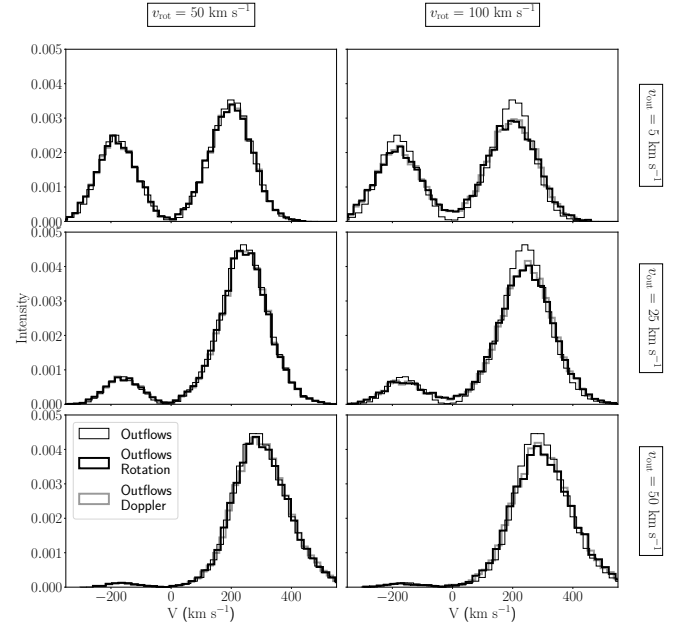 v_rot = 50 km s⁻¹
v_rot = 100 km s⁻¹
0.005
0.004
0.003
0.002
0.001
0.000
v_out = 5 km s⁻¹
0.005
0.004
0.003
0.002
0.001
0.000
Intensity
v_out = 25 km s⁻¹
0.005
0.004
0.003
0.002
0.001
0.000
Outflows
Outflows
Rotation
Outflows
Doppler
v_out = 50 km s⁻¹
−200 0 200 400
−200 0 200 400
V (km s⁻¹)
V (km s⁻¹)